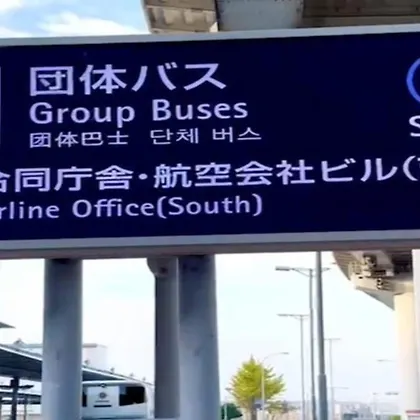 団体バス
Group Buses
团体巴士 단체 버스
合同庁舎・航空会社ビル(
rline Office(South)
S